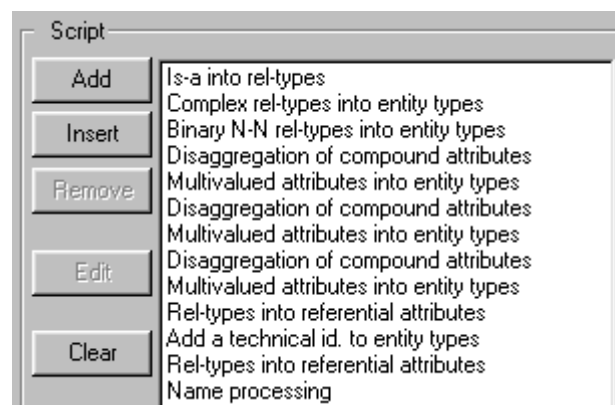 Script
Add
Insert
Remove
Edit
Clear
Is-a into rel-types
Complex rel-types into entity types
Binary N-N rel-types into entity types
Disaggregation of compound attributes
Multivalued attributes into entity types
Disaggregation of compound attributes
Multivalued attributes into entity types
Disaggregation of compound attributes
Multivalued attributes into entity types
Rel-types into referential attributes
Add a technical id. to entity types
Rel-types into referential attributes
Name processing